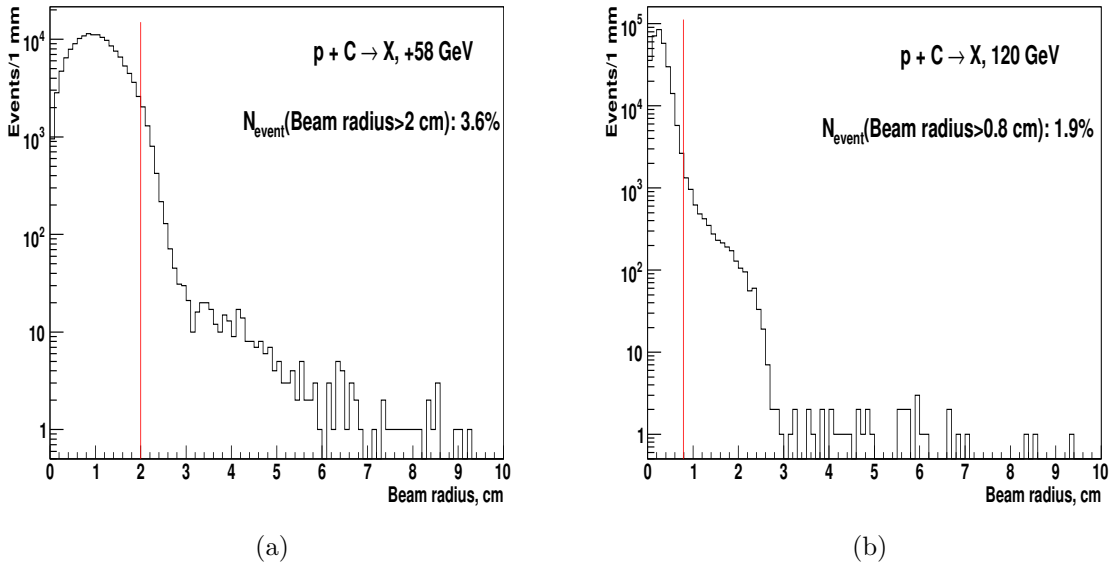 Events/1 mm
10⁴
10³
10²
10
1
p + C → X, +58 GeV
N_event(Beam radius>2 cm): 3.6%
0 1 2 3 4 5 6 7 8 9 10
Beam radius, cm
(a)
Events/1 mm
10⁵
10⁴
10³
10²
10
1
p + C → X, 120 GeV
N_event(Beam radius>0.8 cm): 1.9%
0 1 2 3 4 5 6 7 8 9 10
Beam radius, cm
(b)